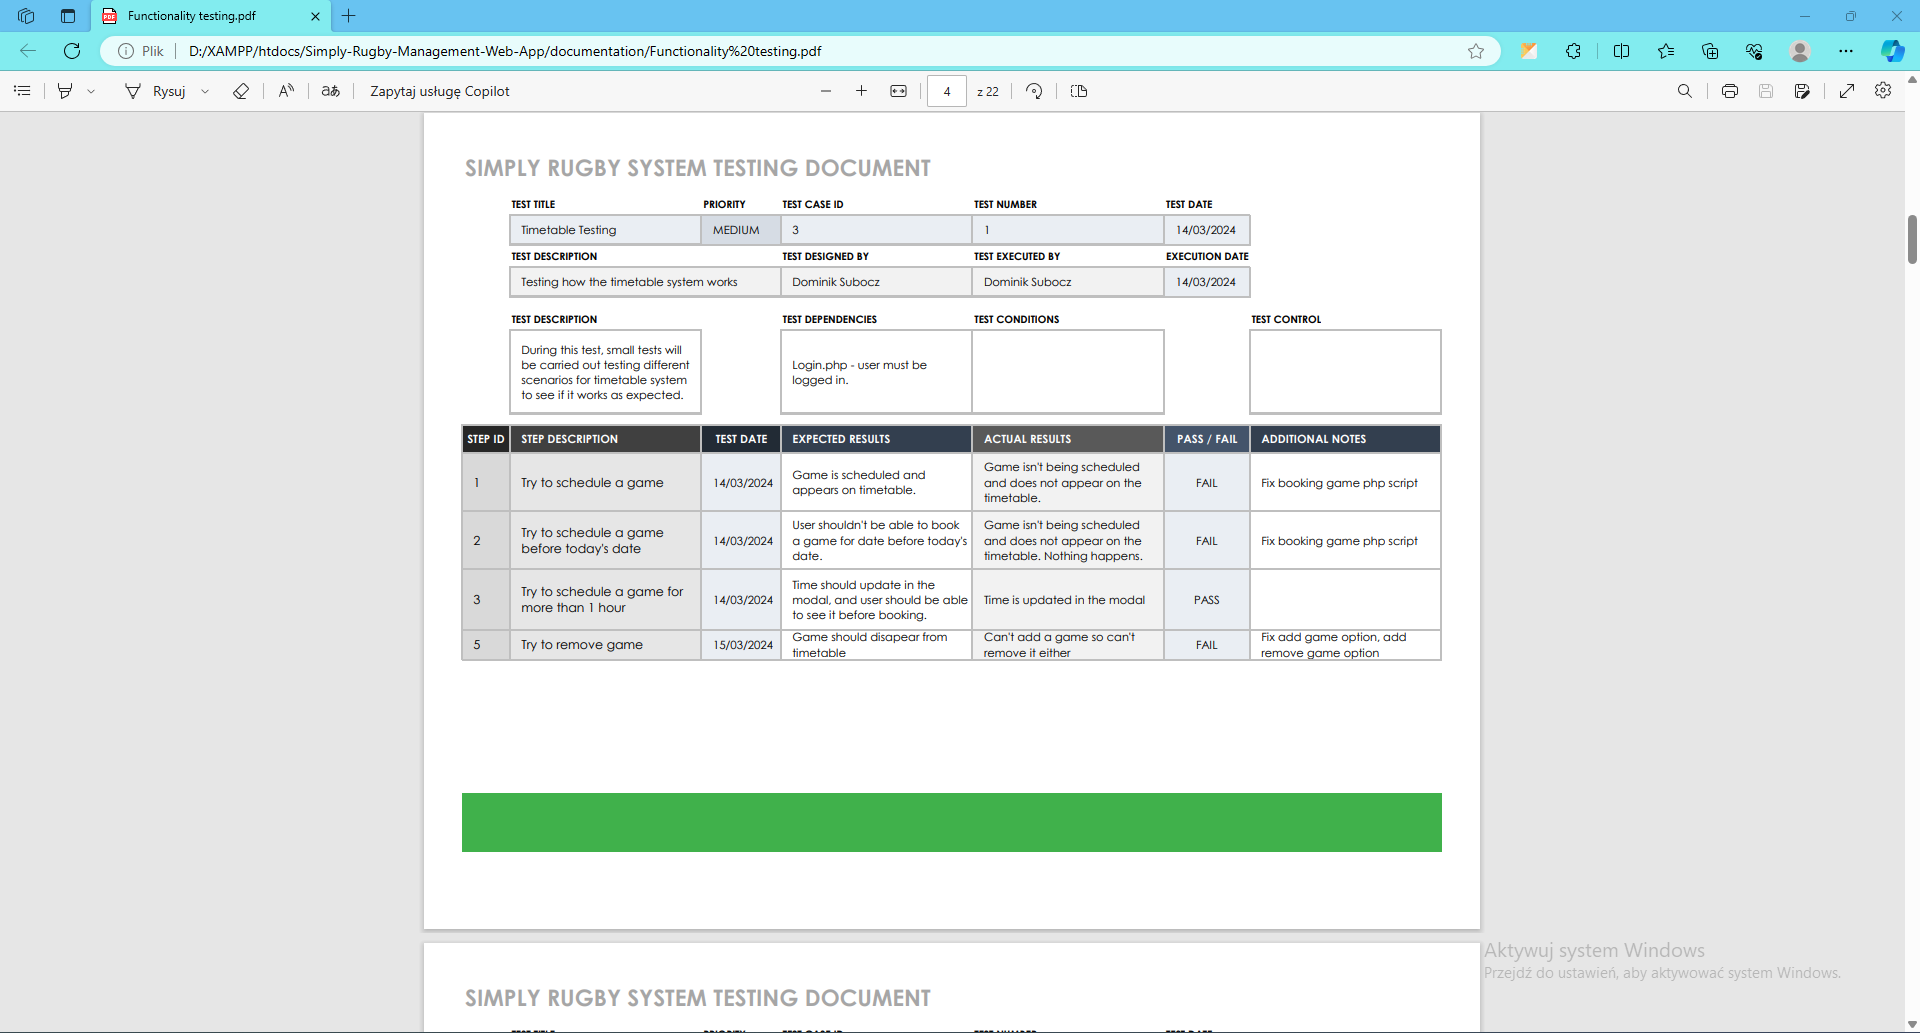 Functionality testing.pdf
Plik
D:/XAMPP/htdocs/Simply-Rugby-Management-Web-App/documentation/Functionality%20testing.pdf
Rysuj
aあ
Zapytaj usługę Copilot
4
z 22
SIMPLY RUGBY SYSTEM TESTING DOCUMENT
TEST TITLE PRIORITY TEST CASE ID TEST NUMBER TEST DATE
Timetable Testing MEDIUM 3 1 14/03/2024
TEST DESCRIPTION TEST DESIGNED BY TEST EXECUTED BY EXECUTION DATE
Testing how the timetable system works Dominik Subocz Dominik Subocz 14/03/2024
TEST DESCRIPTION TEST DEPENDENCIES TEST CONDITIONS TEST CONTROL
During this test, small tests will
be carried out testing different
scenarios for timetable system
to see if it works as expected.
Login.php - user must be
logged in.
STEP ID STEP DESCRIPTION TEST DATE EXPECTED RESULTS ACTUAL RESULTS PASS / FAIL ADDITIONAL NOTES
1
Try to schedule a game
14/03/2024
Game is scheduled and
appears on timetable.
Game isn't being scheduled
and does not appear on the
timetable.
FAIL
Fix booking game php script
2
Try to schedule a game
before today's date
14/03/2024
User shouldn't be able to book
a game for date before today's
date.
Game isn't being scheduled
and does not appear on the
timetable. Nothing happens.
FAIL
Fix booking game php script
3
Try to schedule a game for
more than 1 hour
14/03/2024
Time should update in the
modal, and user should be able
to see it before booking.
Time is updated in the modal
PASS
5
Try to remove game
15/03/2024
Game should disapear from
timetable
Can't add a game so can't
remove it either
FAIL
Fix add game option, add
remove game option
Aktywuj system Windows
Przejdź do ustawień, aby aktywować system Windows.
SIMPLY RUGBY SYSTEM TESTING DOCUMENT
TEST TITLE PRIORITY TEST CASE ID TEST NUMBER TEST DATE